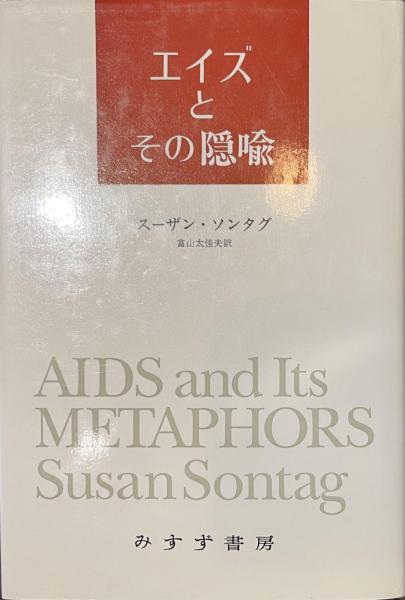 エイズ
と
その隠喩
スーザン・ソンタグ
富山太佳夫訳
AIDS and Its
METAPHORS
Susan Sontag
みすず書房